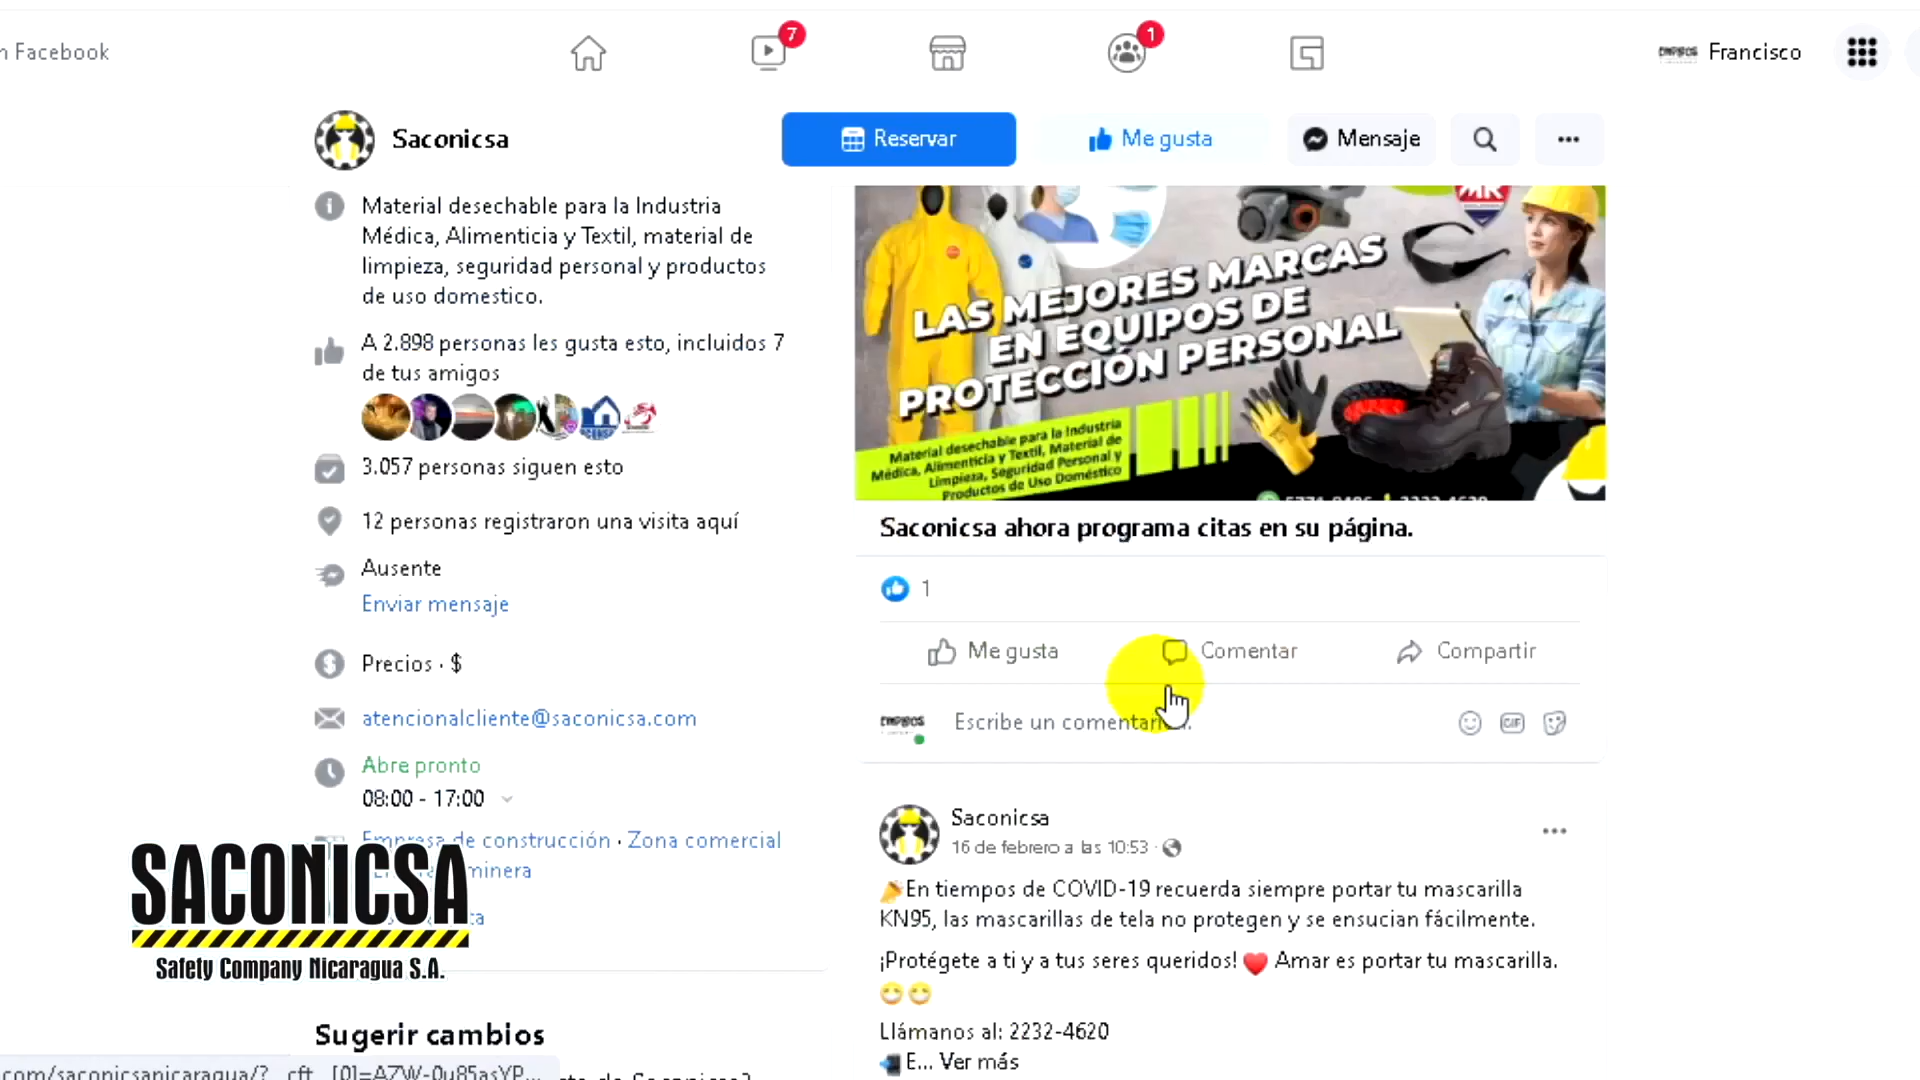 n Facebook
7
1
Francisco
Saconicsa
Reservar
Me gusta
Mensaje
Material desechable para la Industria
Médica, Alimenticia y Textil, material de
limpieza, seguridad personal y productos
de uso domestico.
A 2.898 personas les gusta esto, incluidos 7
de tus amigos
3.057 personas siguen esto
12 personas registraron una visita aquí
Ausente
Enviar mensaje
Precios · $
atencionalcliente@saconicsa.com
Abre pronto
08:00 - 17:00
Empresa de construcción · Zona comercial
minera
ta
SACONICSA
Safety Company Nicaragua S.A.
Sugerir cambios
MK
LAS MEJORES MARCAS
EN EQUIPOS DE
PROTECCIÓN PERSONAL
Material desechable para la Industria
Médica, Alimenticia y Textil, Material de
Limpieza, Seguridad Personal y
Productos de Uso Doméstico
Saconicsa ahora programa citas en su página.
1
Me gusta
Comentar
Compartir
Escribe un comentari
GIF
Saconicsa
16 de febrero a las 10:53 ·
En tiempos de COVID-19 recuerda siempre portar tu mascarilla
KN95, las mascarillas de tela no protegen y se ensucian fácilmente.
¡Protégete a ti y a tus seres queridos! Amar es portar tu mascarilla.
Llámanos al: 2232-4620
E... Ver más